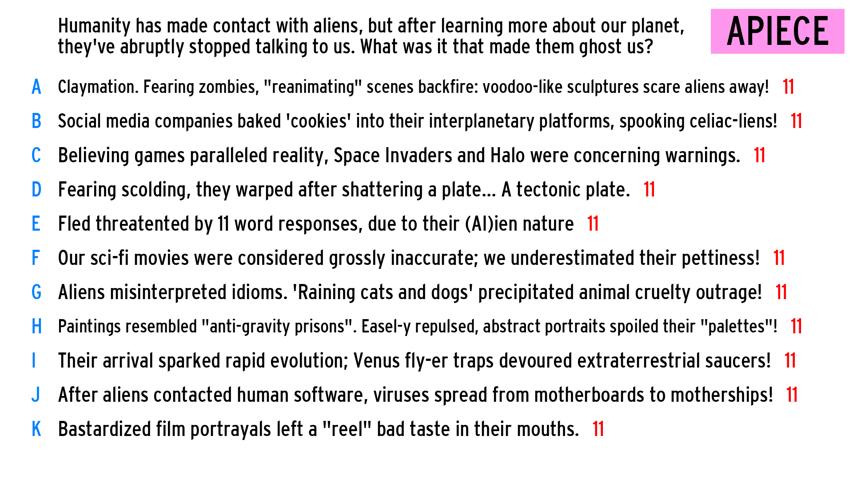 Humanity has made contact with aliens, but after learning more about our planet,
they've abruptly stopped talking to us. What was it that made them ghost us?
APIECE
A Claymation. Fearing zombies, "reanimating" scenes backfire: voodoo-like sculptures scare aliens away! 11
B Social media companies baked 'cookies' into their interplanetary platforms, spooking celiac-liens! 11
C Believing games paralleled reality, Space Invaders and Halo were concerning warnings. 11
D Fearing scolding, they warped after shattering a plate... A tectonic plate. 11
E Fled threatented by 11 word responses, due to their (AI)ien nature 11
F Our sci-fi movies were considered grossly inaccurate; we underestimated their pettiness! 11
G Aliens misinterpreted idioms. 'Raining cats and dogs' precipitated animal cruelty outrage! 11
H Paintings resembled "anti-gravity prisons". Easel-y repulsed, abstract portraits spoiled their "palettes"! 11
I Their arrival sparked rapid evolution; Venus fly-er traps devoured extraterrestrial saucers! 11
J After aliens contacted human software, viruses spread from motherboards to motherships! 11
K Bastardized film portrayals left a "reel" bad taste in their mouths. 11